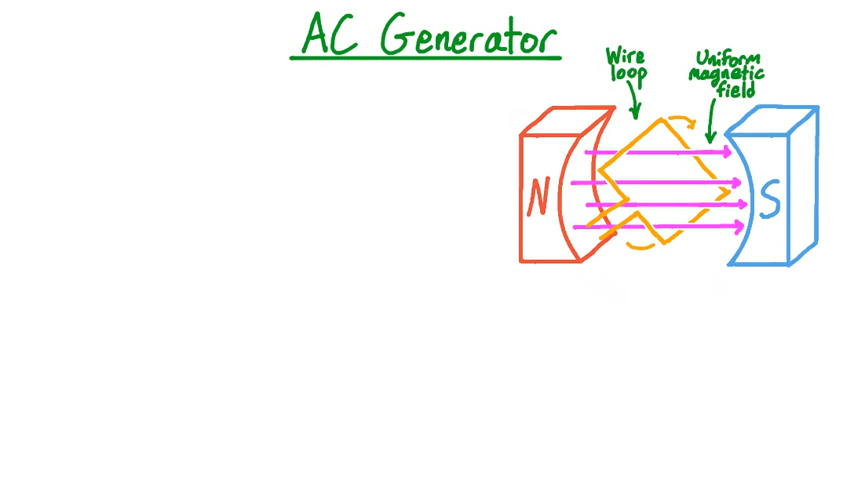 AC Generator
Wire
loop
Uniform
magnetic
field
N
S